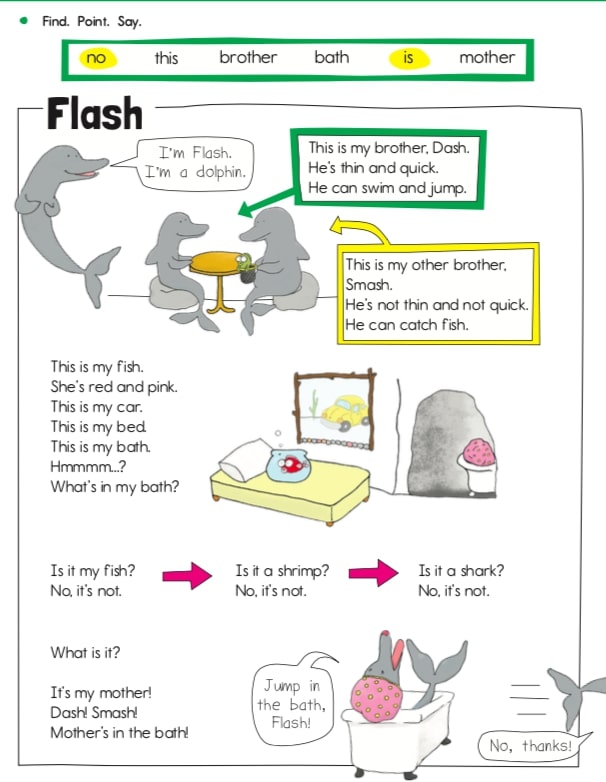 Find. Point. Say.
no this brother bath is mother
Flash
I'm Flash.
I'm a dolphin.
This is my brother, Dash.
He's thin and quick.
He can swim and jump.
This is my other brother,
Smash.
He's not thin and not quick.
He can catch fish.
This is my fish.
She's red and pink.
This is my car.
This is my bed.
This is my bath.
Hmmmm...?
What's in my bath?
Is it my fish?
No, it's not.
Is it a shrimp?
No, it's not.
Is it a shark?
No, it's not.
What is it?
It's my mother!
Dash! Smash!
Mother's in the bath!
Jump in
the bath,
Flash!
No, thanks!